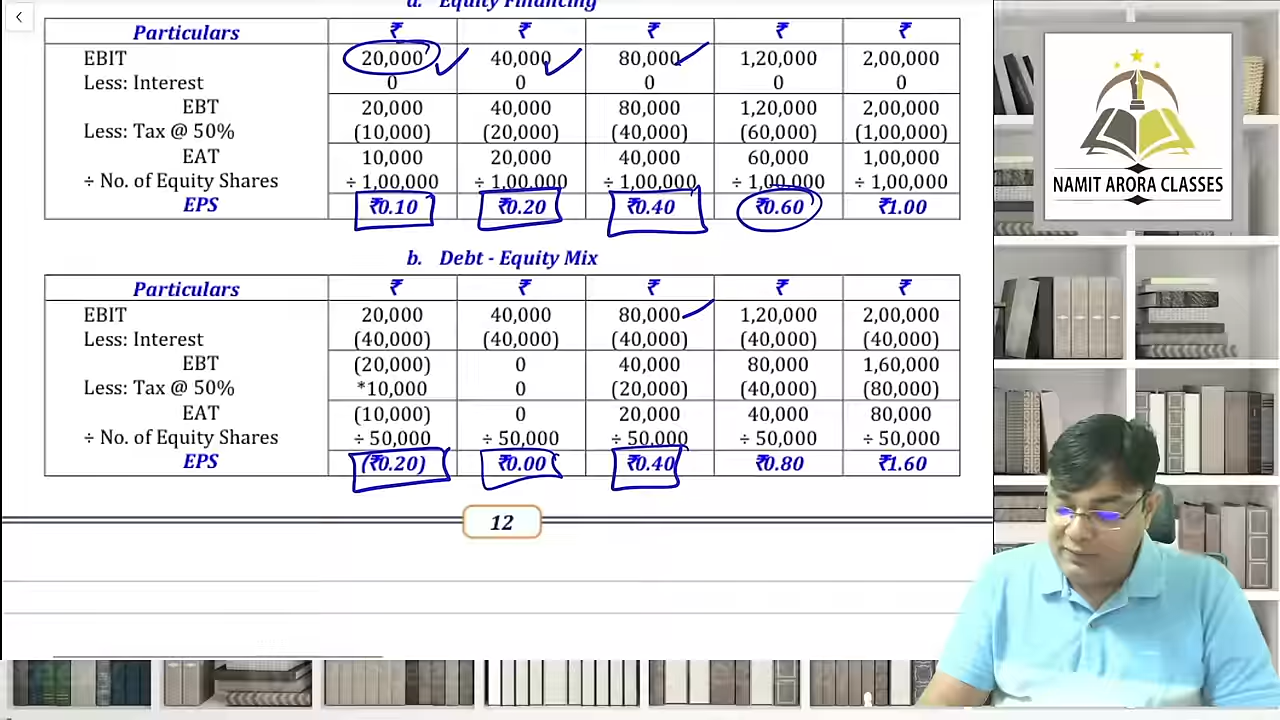 a. Equity Financing
Particulars ₹ ₹ ₹ ₹ ₹
EBIT 20,000 40,000 80,000 1,20,000 2,00,000
Less: Interest 0 0 0 0 0
EBT 20,000 40,000 80,000 1,20,000 2,00,000
Less: Tax @ 50% (10,000) (20,000) (40,000) (60,000) (1,00,000)
EAT 10,000 20,000 40,000 60,000 1,00,000
÷ No. of Equity Shares ÷ 1,00,000 ÷ 1,00,000 ÷ 1,00,000 ÷ 1,00,000 ÷ 1,00,000
EPS ₹0.10 ₹0.20 ₹0.40 ₹0.60 ₹1.00
b. Debt - Equity Mix
Particulars ₹ ₹ ₹ ₹ ₹
EBIT 20,000 40,000 80,000 1,20,000 2,00,000
Less: Interest (40,000) (40,000) (40,000) (40,000) (40,000)
EBT (20,000) 0 40,000 80,000 1,60,000
Less: Tax @ 50% *10,000 0 (20,000) (40,000) (80,000)
EAT (10,000) 0 20,000 40,000 80,000
÷ No. of Equity Shares ÷ 50,000 ÷ 50,000 ÷ 50,000 ÷ 50,000 ÷ 50,000
EPS (₹0.20) ₹0.00 ₹0.40 ₹0.80 ₹1.60
12
NAMIT ARORA CLASSES